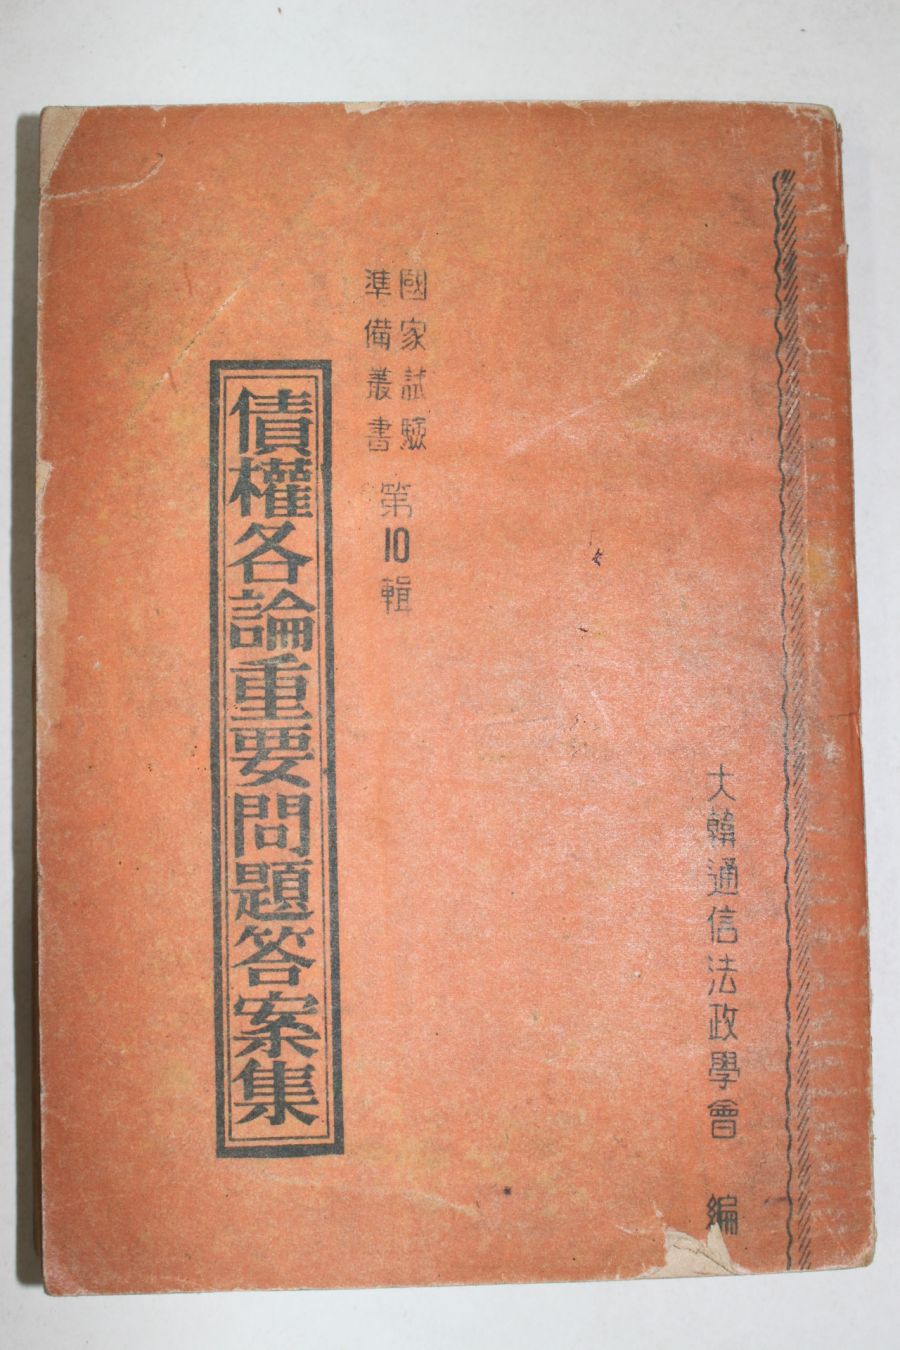 大韓通信法政學會 編
國家試驗
準備叢書
第10輯
債權各論重要問題答案集